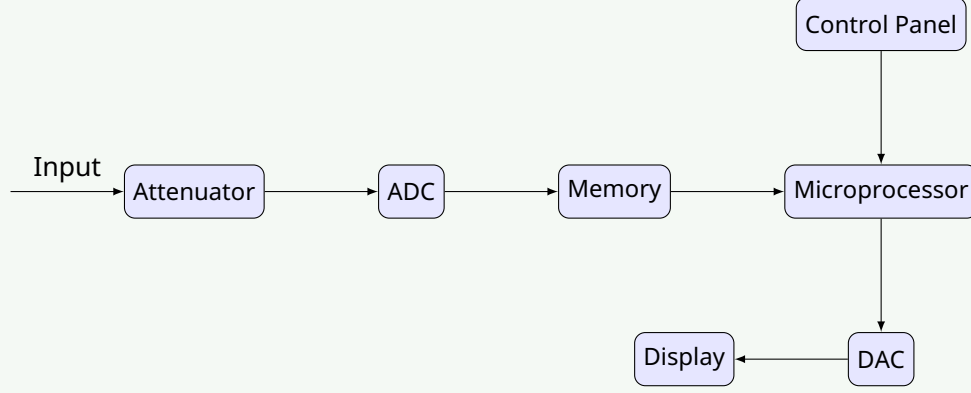 Control Panel
Input
Attenuator
ADC
Memory
Microprocessor
Display
DAC